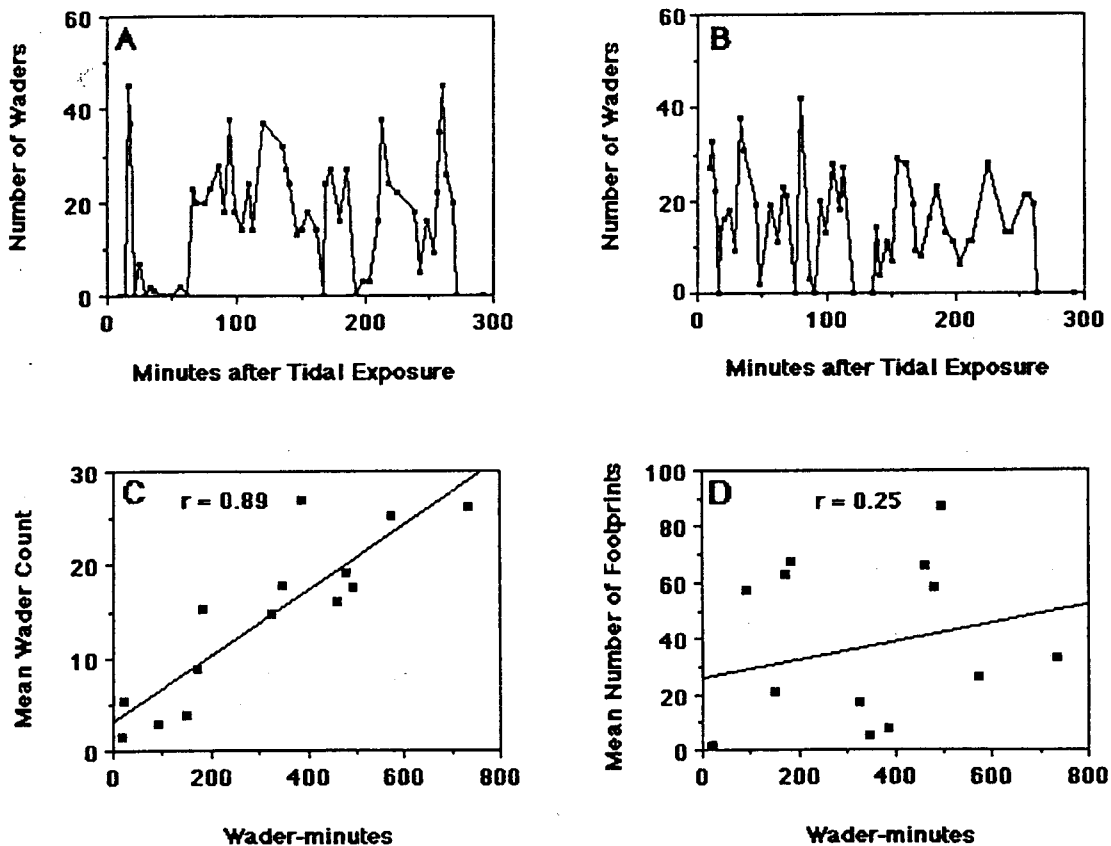 A
Number of Waders
60
40
20
0
0 100 200 300
Minutes after Tidal Exposure
B
Number of Waders
60
40
20
0
0 100 200 300
Minutes after Tidal Exposure
C
r = 0.89
Mean Wader Count
30
20
10
0
0 200 400 600 800
Wader-minutes
D
r = 0.25
Mean Number of Footprints
100
80
60
40
20
0
0 200 400 600 800
Wader-minutes